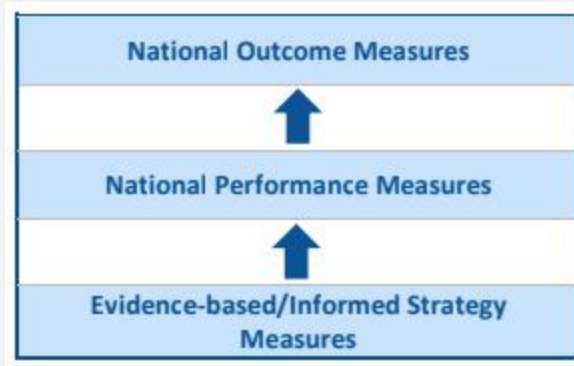 National Outcome Measures
National Performance Measures
Evidence-based/Informed Strategy
Measures